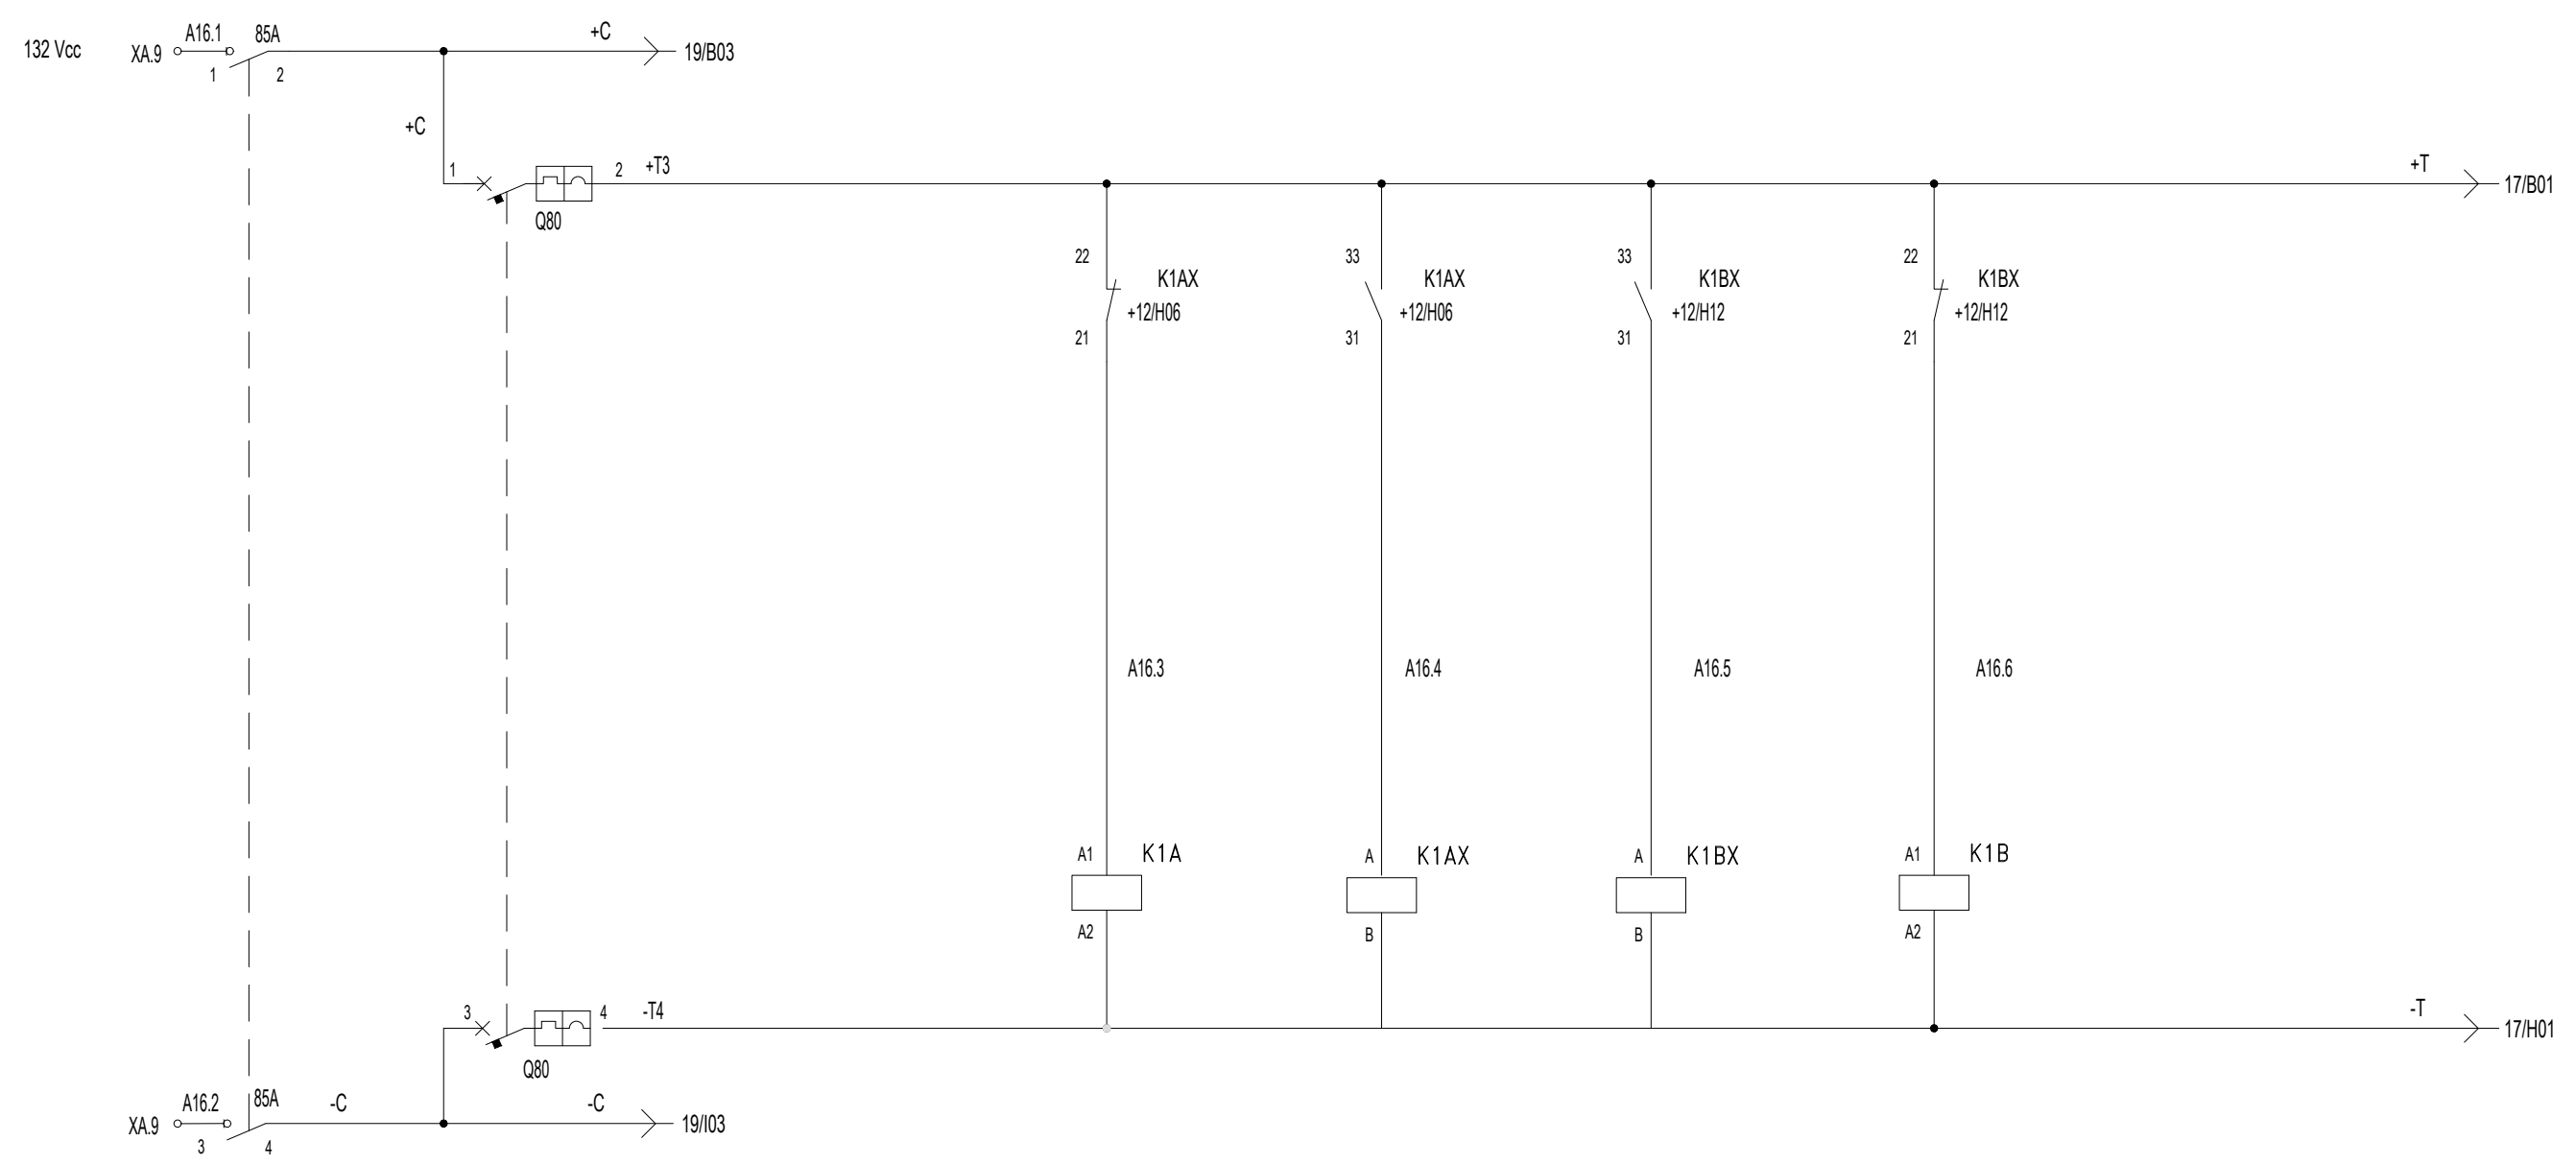 132 Vcc
XA.9
A16.1
85A
1
2
+C
19/B03
+C
1
2
+T3
Q80
+T
17/B01
22
K1AX
+12/H06
21
33
K1AX
+12/H06
31
33
K1BX
+12/H12
31
22
K1BX
+12/H12
21
A16.3
A16.4
A16.5
A16.6
A1
K1A
A2
A
K1AX
B
A
K1BX
B
A1
K1B
A2
3
4
-T4
Q80
-T
17/H01
XA.9
A16.2
85A
3
4
-C
-C
19/I03